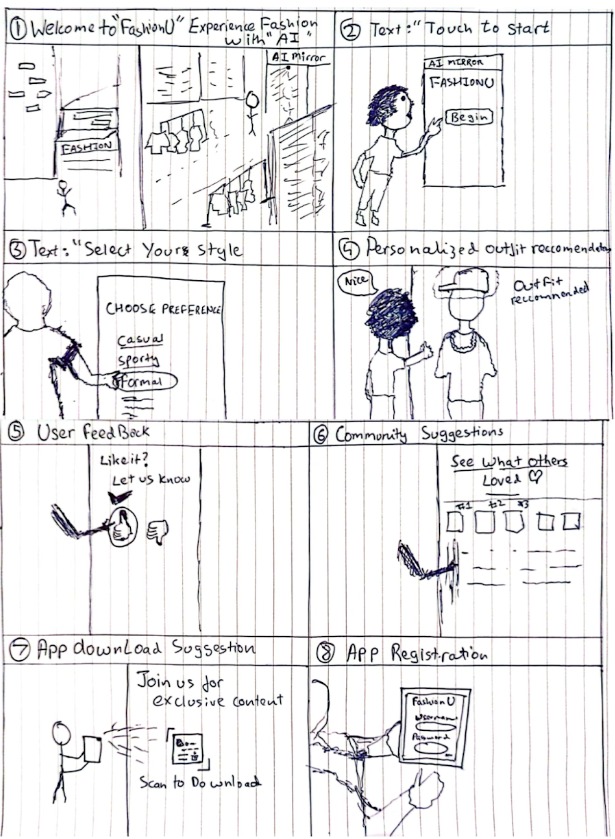 ① Welcome to "FashionU" Experience Fashion
with "AI"
AI mirror
FASHION
② Text: "Touch to start
AI MIRROR
FASHIONU
Begin
③ Text: "Select Your Style
CHOOSE PREFERENCE
Casual
Sporty
Formal
④ Personalized outfit reccomendation
Nice
Outfit
reccommended
⑤ User FeedBack
Like it?
Let us know
⑥ Community Suggestions
See what others
Loved ♡
#1 #2 #3
⑦ App download Suggestion
Join us for
exclusive content
Scan to Download
⑧ App Registration
FashionU
Username
Password